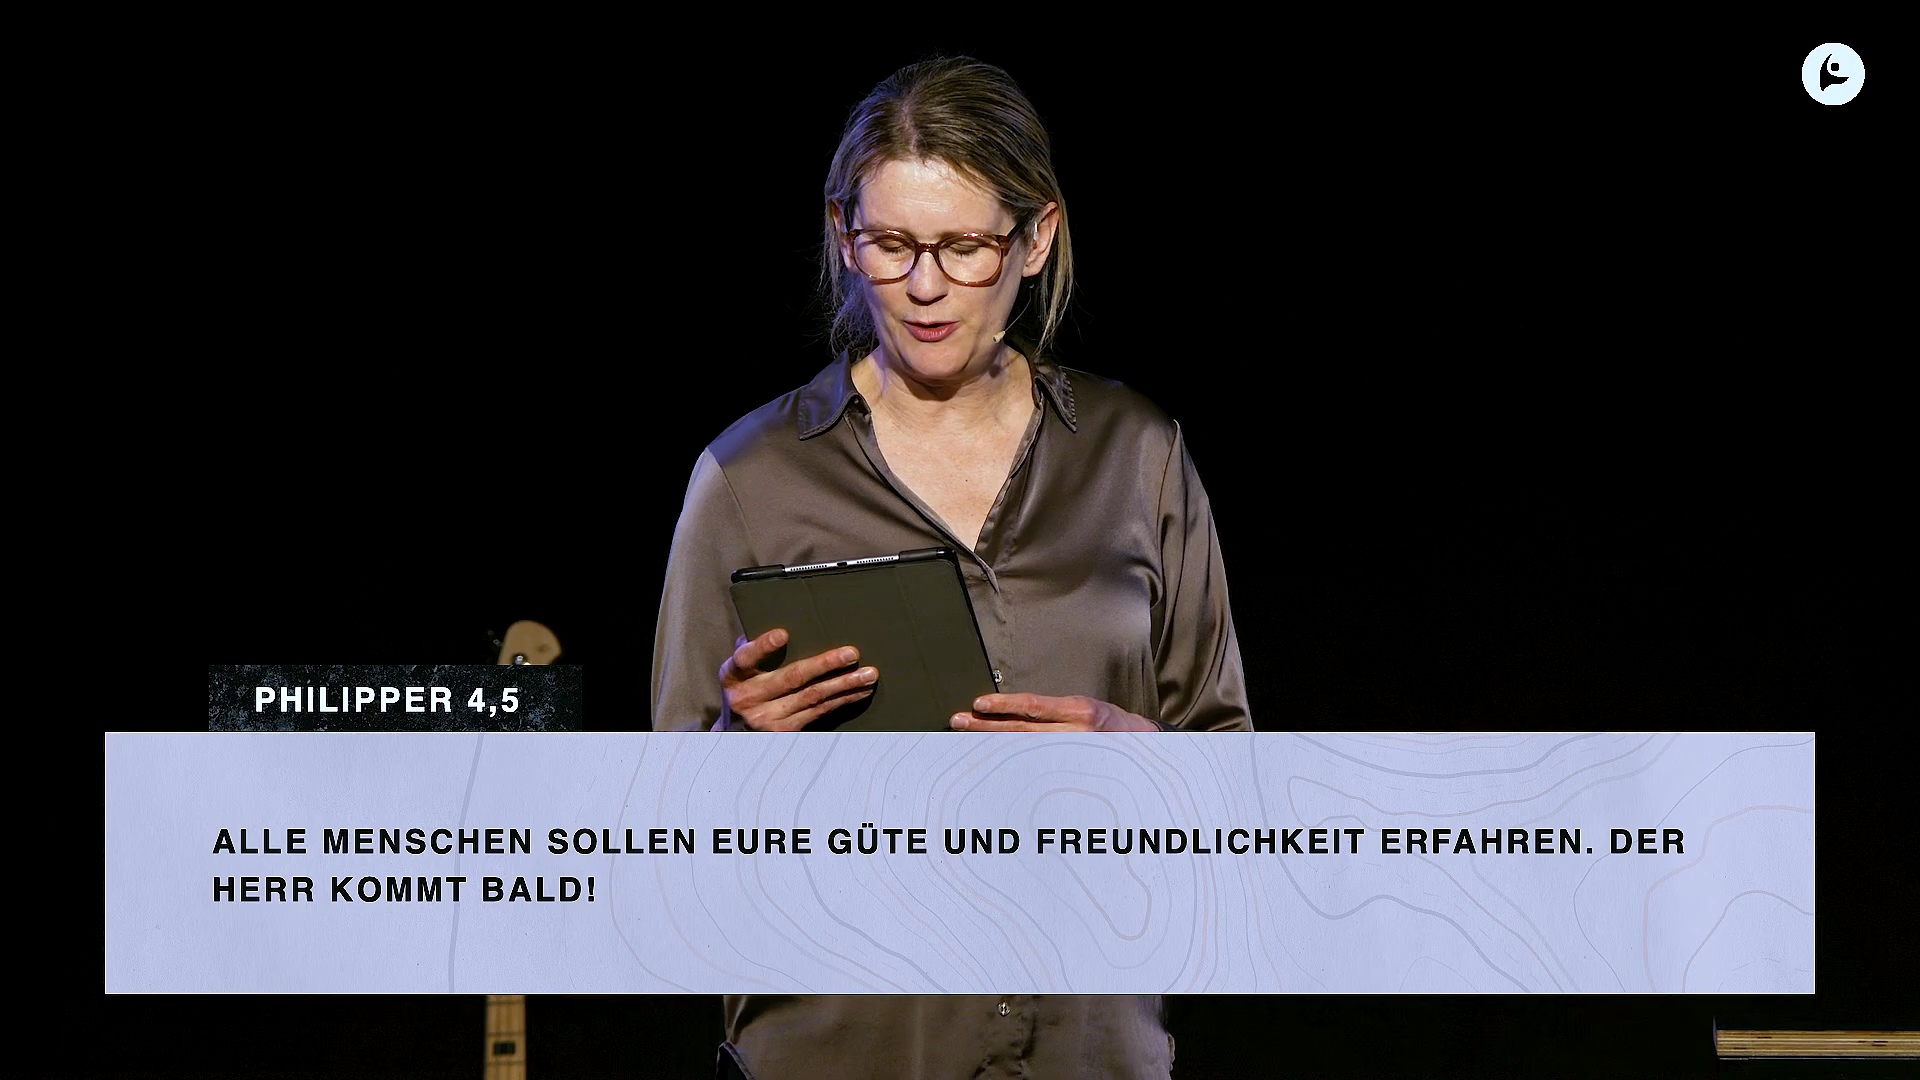 PHILIPPER 4,5
ALLE MENSCHEN SOLLEN EURE GÜTE UND FREUNDLICHKEIT ERFAHREN. DER
HERR KOMMT BALD!